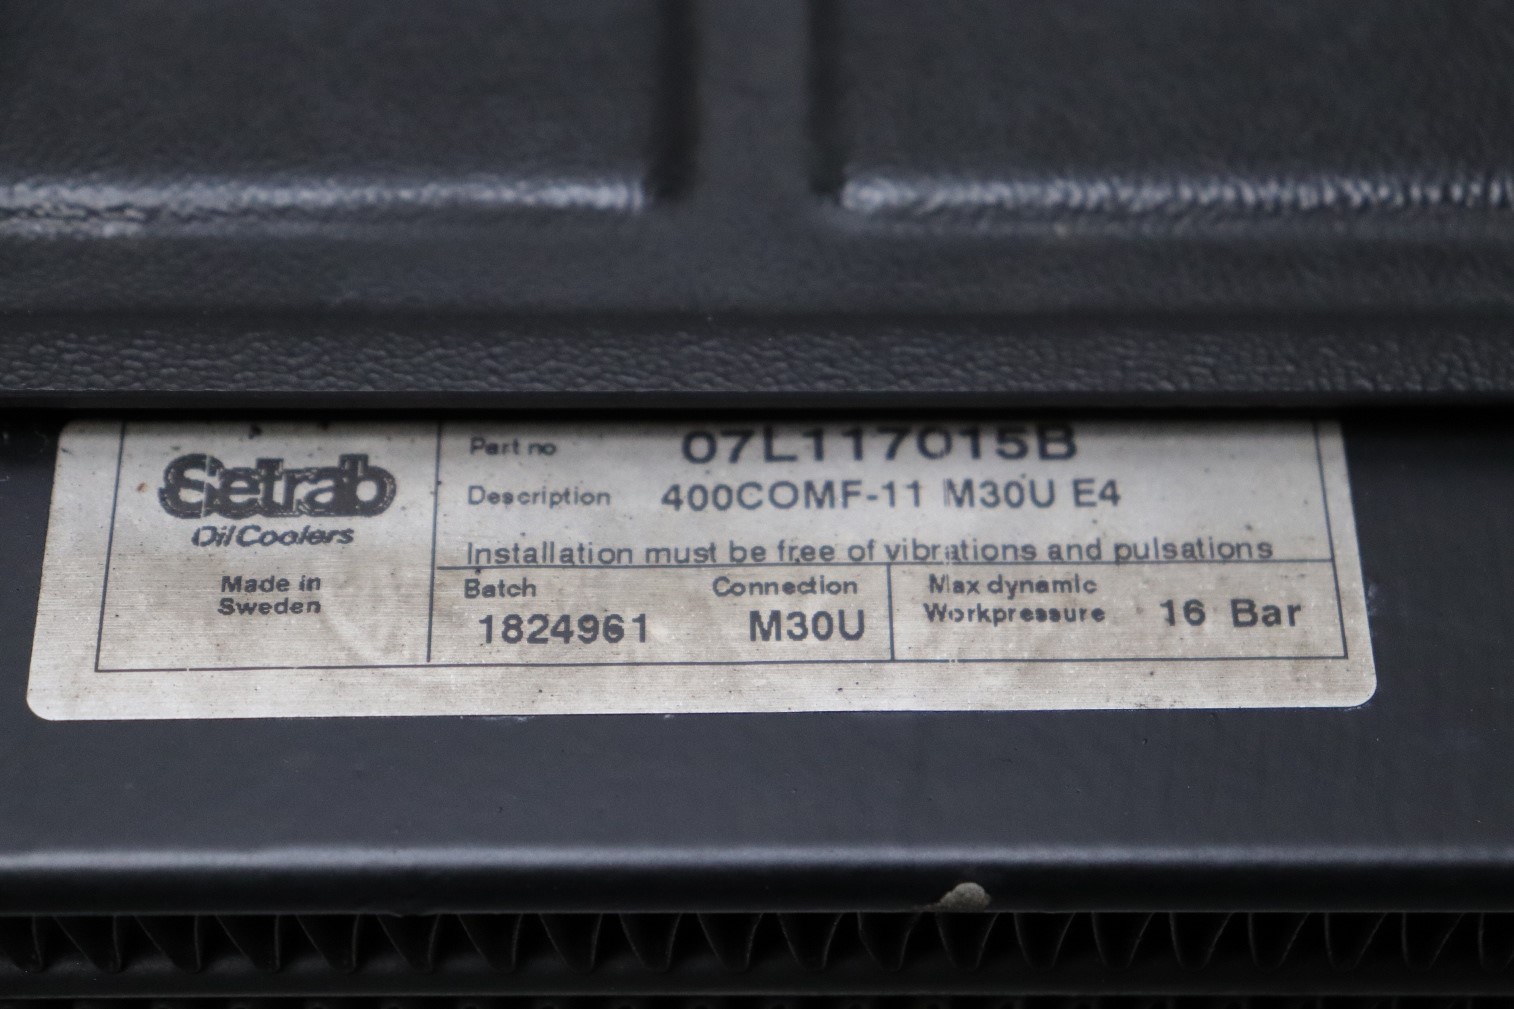 Setrab
Oil Coolers
Made in
Sweden
Part no 07L117015B
Description 400COMF-11 M30U E4
Installation must be free of vibrations and pulsations
Batch
1824961
Connection
M30U
Max dynamic
Workpressure 16 Bar